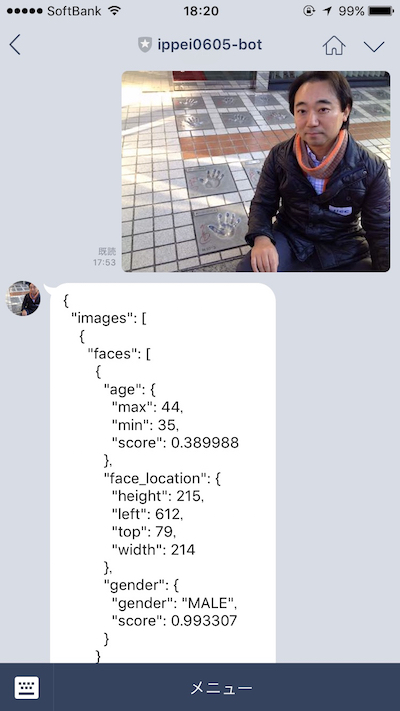 SoftBank 18:20 99%
ippei0605-bot
既読
17:53
{
"images": [
{
"faces": [
{
"age": {
"max": 44,
"min": 35,
"score": 0.389988
},
"face_location": {
"height": 215,
"left": 612,
"top": 79,
"width": 214
},
"gender": {
"gender": "MALE",
"score": 0.993307
}
}
メニュー